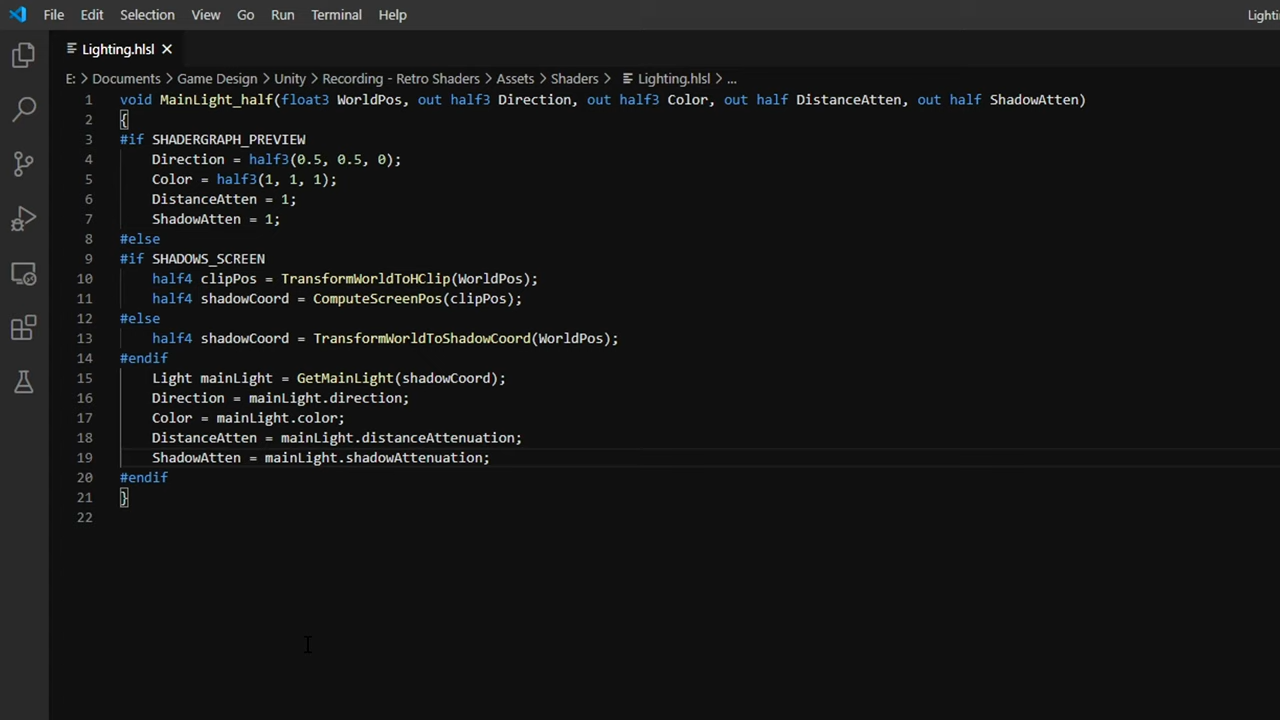 File Edit Selection View Go Run Terminal Help
Lighti
Lighting.hlsl
E: > Documents > Game Design > Unity > Recording - Retro Shaders > Assets > Shaders > Lighting.hlsl > ...
1 void MainLight_half(float3 WorldPos, out half3 Direction, out half3 Color, out half DistanceAtten, out half ShadowAtten)
2 {
3 #if SHADERGRAPH_PREVIEW
4     Direction = half3(0.5, 0.5, 0);
5     Color = half3(1, 1, 1);
6     DistanceAtten = 1;
7     ShadowAtten = 1;
8 #else
9 #if SHADOWS_SCREEN
10     half4 clipPos = TransformWorldToHClip(WorldPos);
11     half4 shadowCoord = ComputeScreenPos(clipPos);
12 #else
13     half4 shadowCoord = TransformWorldToShadowCoord(WorldPos);
14 #endif
15     Light mainLight = GetMainLight(shadowCoord);
16     Direction = mainLight.direction;
17     Color = mainLight.color;
18     DistanceAtten = mainLight.distanceAttenuation;
19     ShadowAtten = mainLight.shadowAttenuation;
20 #endif
21 }
22